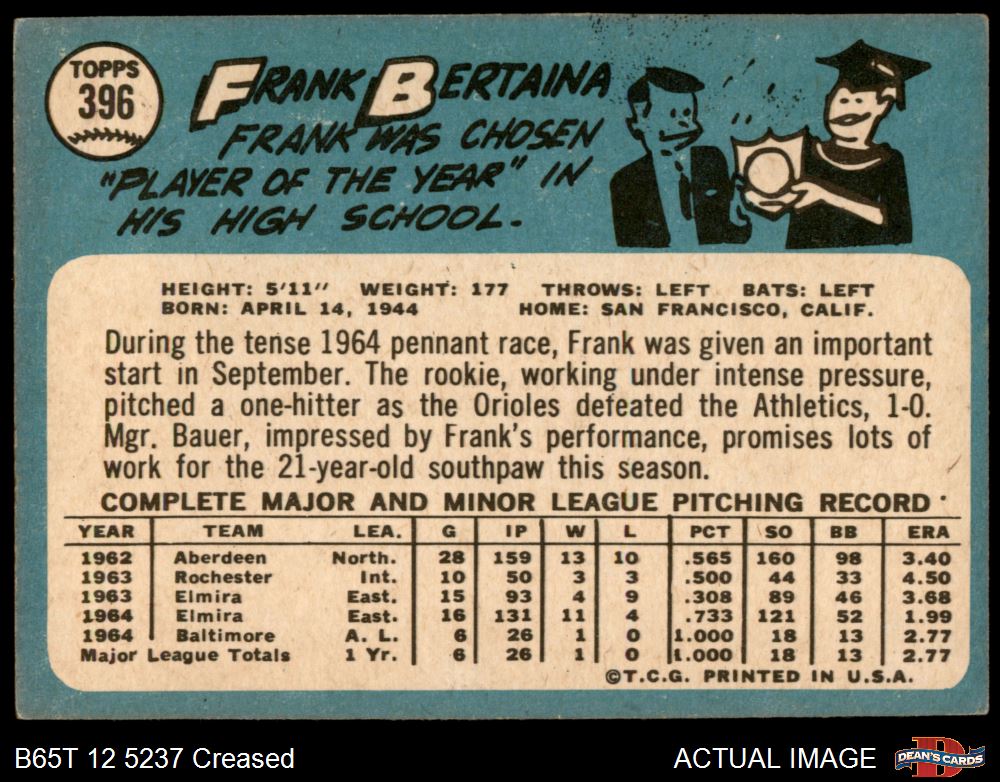 TOPPS
396
FRANK BERTAINA
FRANK WAS CHOSEN
"PLAYER OF THE YEAR" IN
HIS HIGH SCHOOL.
HEIGHT: 5'11" WEIGHT: 177 THROWS: LEFT BATS: LEFT
BORN: APRIL 14, 1944 HOME: SAN FRANCISCO, CALIF.
During the tense 1964 pennant race, Frank was given an important
start in September. The rookie, working under intense pressure,
pitched a one-hitter as the Orioles defeated the Athletics, 1-0.
Mgr. Bauer, impressed by Frank's performance, promises lots of
work for the 21-year-old southpaw this season.
COMPLETE MAJOR AND MINOR LEAGUE PITCHING RECORD
YEAR TEAM LEA. G IP W L PCT SO BB ERA
1962 Aberdeen North. 28 159 13 10 .565 160 98 3.40
1963 Rochester Int. 10 50 3 3 .500 44 33 4.50
1963 Elmira East. 15 93 4 9 .308 89 46 3.68
1964 Elmira East. 16 131 11 4 .733 121 52 1.99
1964 Baltimore A. L. 6 26 1 0 1.000 18 13 2.77
Major League Totals 1 Yr. 6 26 1 0 1.000 18 13 2.77
©T.C.G. PRINTED IN U.S.A.
B65T 12 5237 Creased
ACTUAL IMAGE
D
DEAN'S CARDS